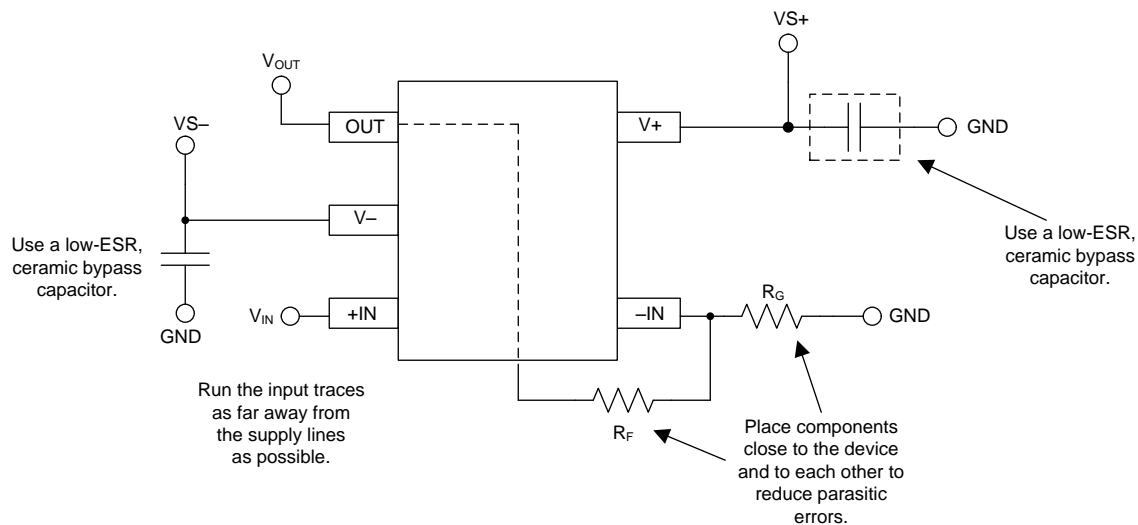 VS+
VOUT
OUT
V+
GND
VS–
V–
Use a low-ESR,
ceramic bypass
capacitor.
Use a low-ESR,
ceramic bypass
capacitor.
VIN
+IN
–IN
RG
GND
GND
Run the input traces
as far away from
the supply lines
as possible.
RF
Place components
close to the device
and to each other to
reduce parasitic
errors.